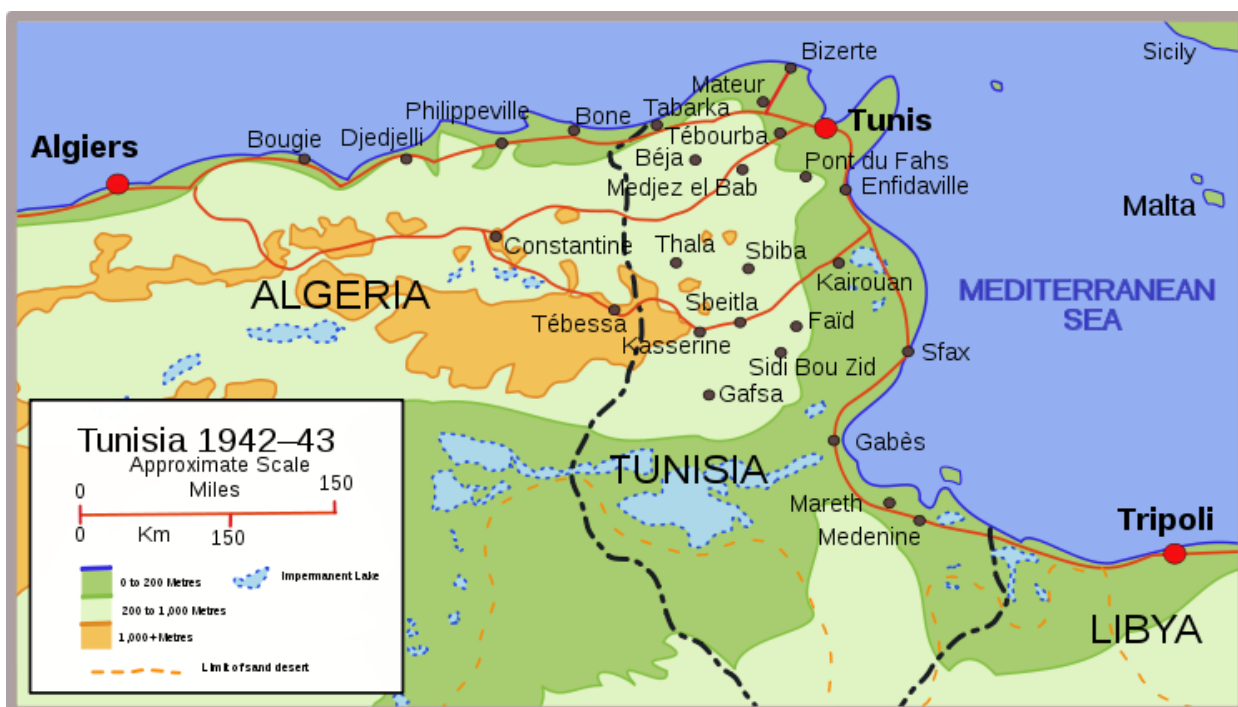 Bizerte
Sicily
Mateur
Philippeville
Bone
Tabarka
Tunis
Algiers
Bougie
Djedjelli
Tébourba
Béja
Pont du Fahs
Medjez el Bab
Enfidaville
Malta
Constantine
Thala
Sbiba
Kairouan
ALGERIA
MEDITERRANEAN
SEA
Tébessa
Sbeitla
Faïd
Kasserine
Sfax
Sidi Bou Zid
Gafsa
Tunisia 1942–43
Approximate Scale
0 Miles 150
0 Km 150
0 to 200 Metres
Impermanent Lake
200 to 1,000 Metres
1,000+Metres
Limit of sand desert
Gabès
TUNISIA
Mareth
Medenine
Tripoli
LIBYA